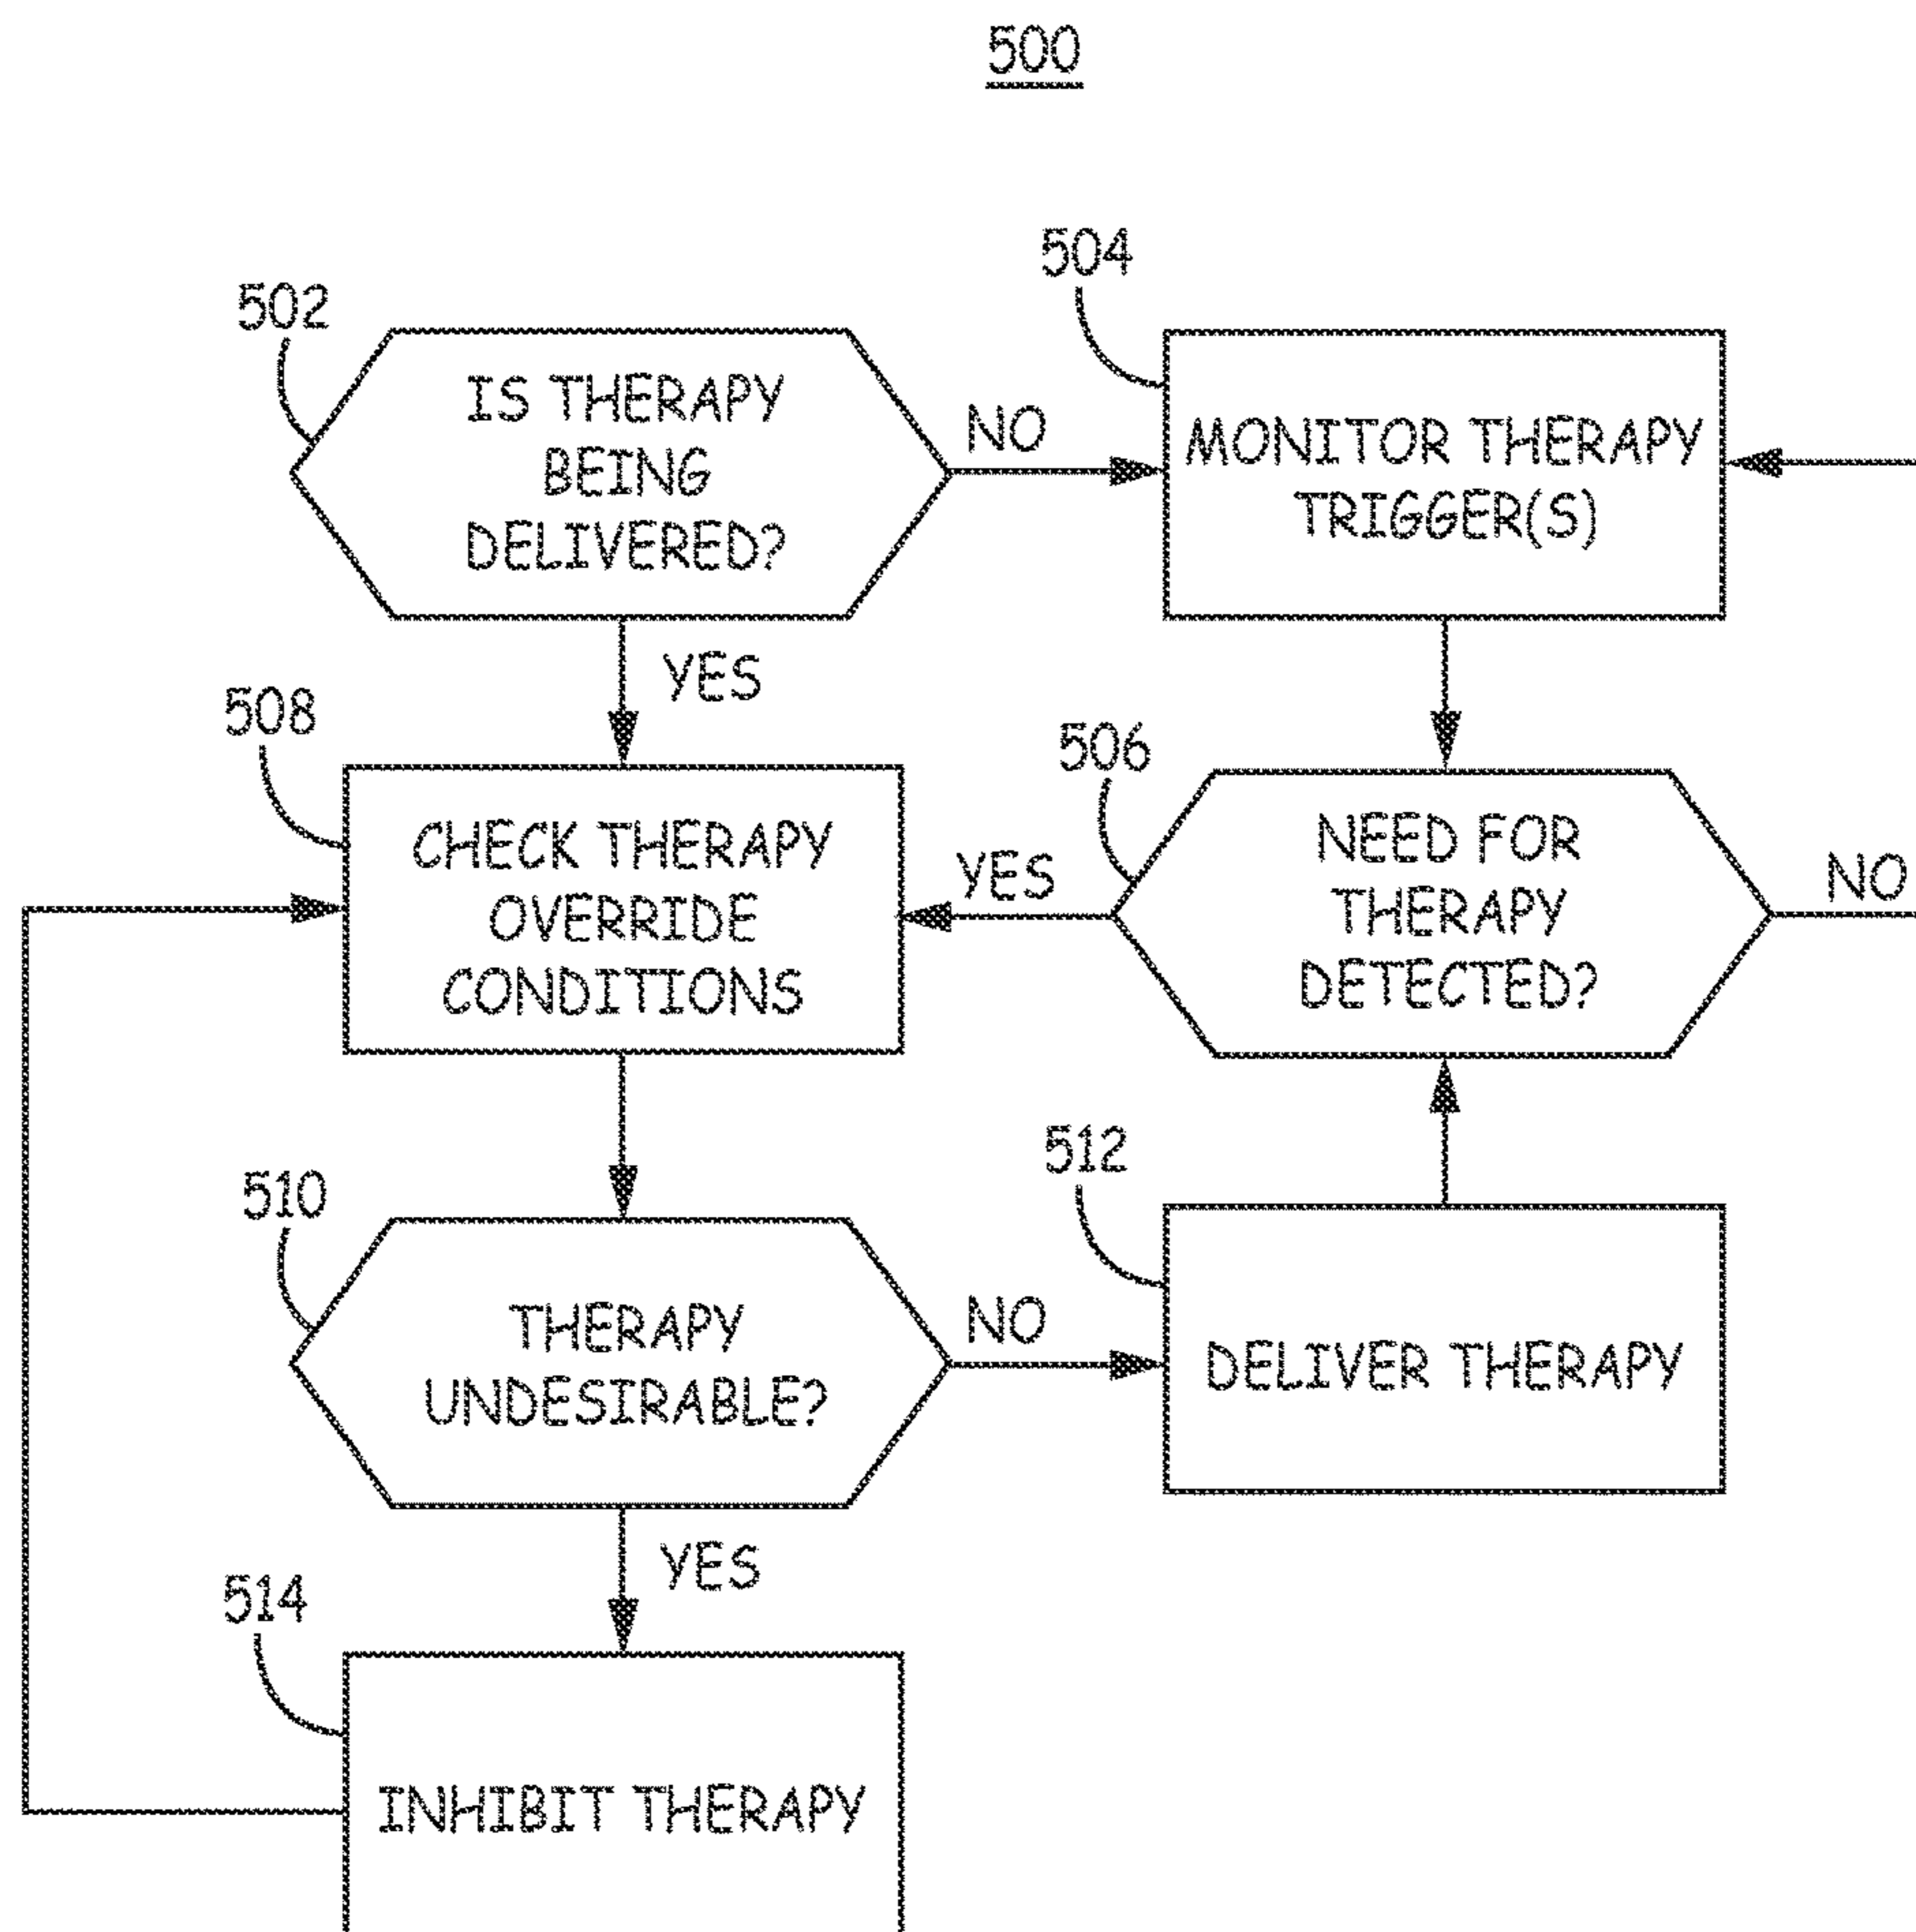 500
502
IS THERAPY
BEING
DELIVERED?
NO
504
MONITOR THERAPY
TRIGGER(S)
YES
508
CHECK THERAPY
OVERRIDE
CONDITIONS
YES
506
NEED FOR
THERAPY
DETECTED?
NO
510
THERAPY
UNDESIRABLE?
NO
512
DELIVER THERAPY
YES
514
INHIBIT THERAPY